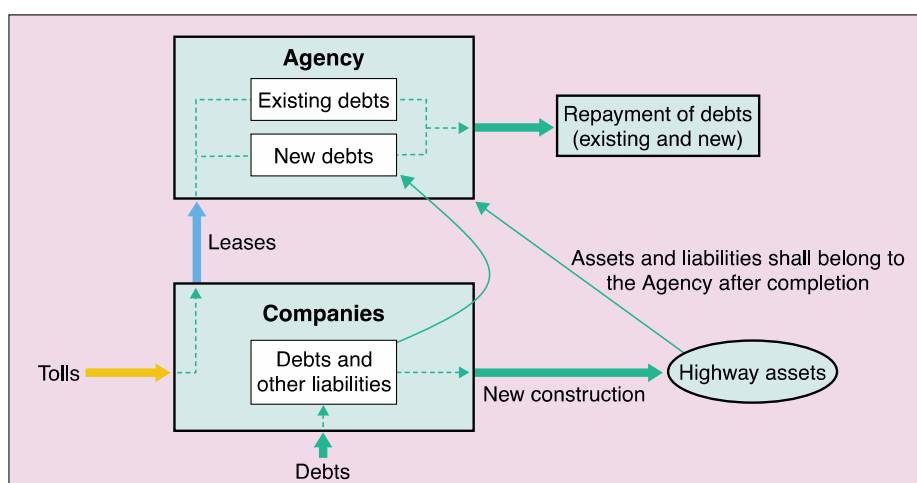 Agency
Existing debts
New debts
Repayment of debts
(existing and new)
Leases
Assets and liabilities shall belong to
the Agency after completion
Companies
Debts and
other liabilities
Tolls
New construction
Highway assets
Debts